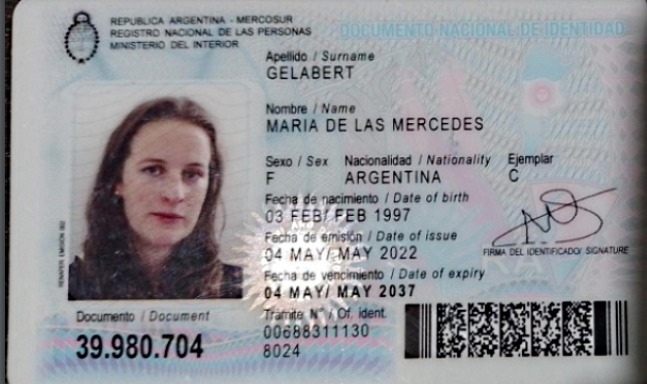 REPUBLICA ARGENTINA - MERCOSUR
REGISTRO NACIONAL DE LAS PERSONAS
MINISTERIO DEL INTERIOR
DOCUMENTO NACIONAL DE IDENTIDAD
Apellido / Surname
GELABERT
Nombre / Name
MARIA DE LAS MERCEDES
Sexo / Sex Nacionalidad / Nationality Ejemplar
F ARGENTINA C
Fecha de nacimiento / Date of birth
03 FEB/ FEB 1997
Fecha de emisión / Date of issue
04 MAY/ MAY 2022
FIRMA DEL IDENTIFICADO/ SIGNATURE
Fecha de vencimiento / Date of expiry
04 MAY/ MAY 2037
Documento / Document
39.980.704
Trámite N° / Of. ident.
00688311130
8024